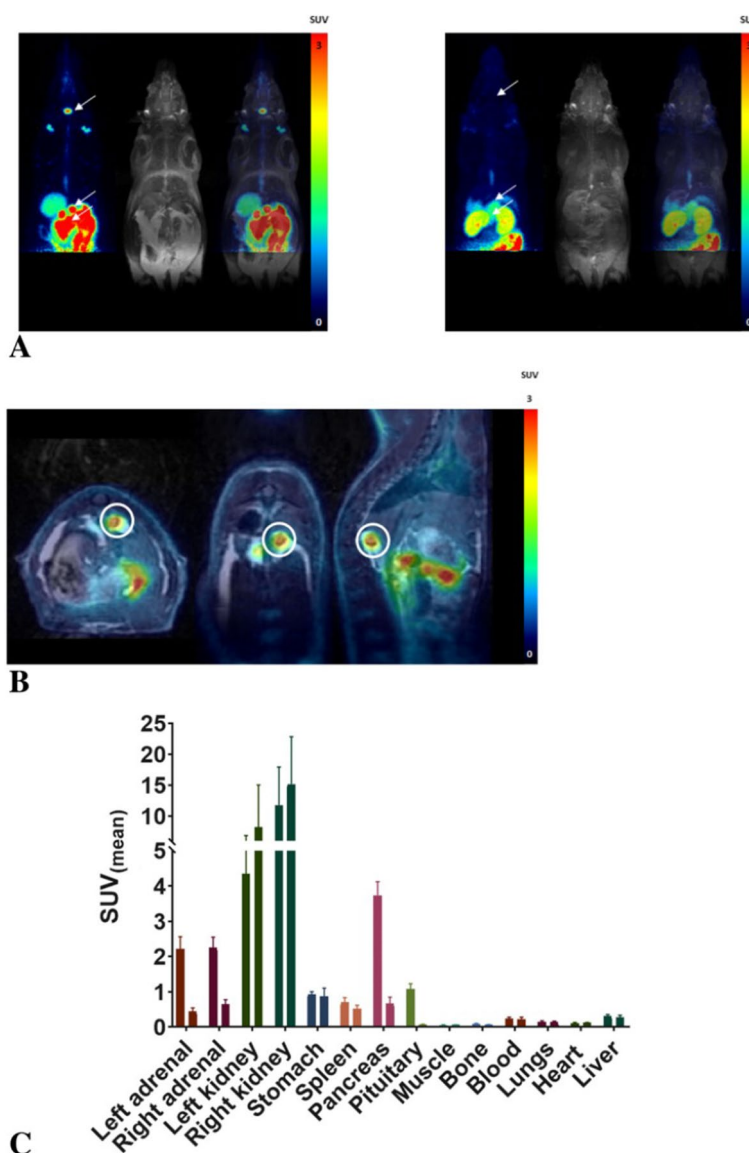 SUV
3
0
A
SU
SUV
3
0
B
25
20
15
10
5
4
3
2
1
0
SUV(mean)
Left adrenal
Right adrenal
Left kidney
Right kidney
Stomach
Spleen
Pancreas
Pituitary
Muscle
Bone
Blood
Lungs
Heart
Liver
C